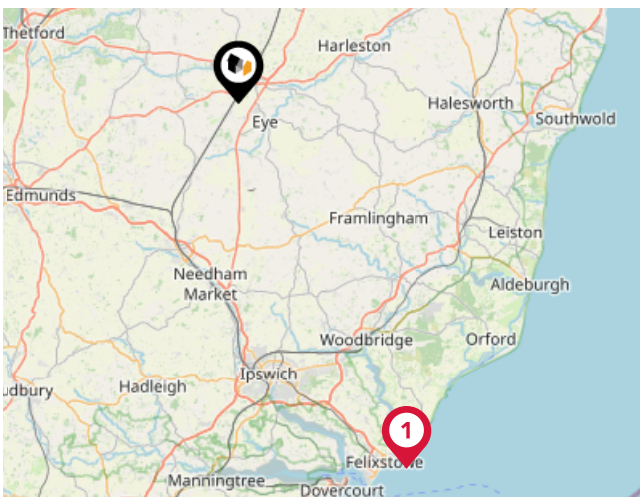 Thetford
Harleston
Halesworth
Eye
Southwold
Edmunds
Framlingham
Leiston
Needham
Market
Aldeburgh
Woodbridge
Orford
Ipswich
Hadleigh
udbury
1
Felixstowe
Manningtree
Dovercourt